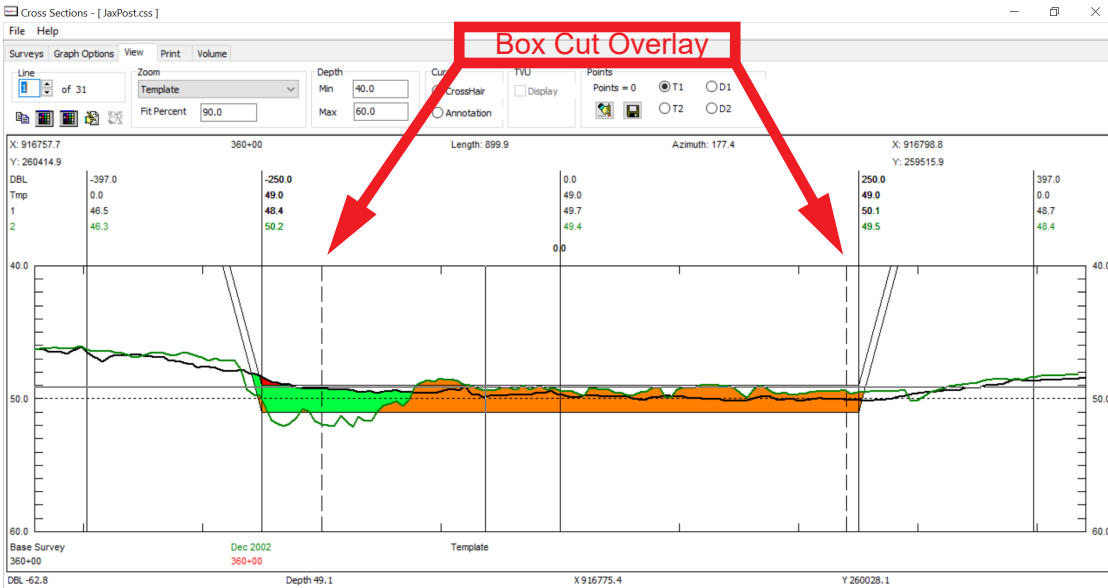 Cross Sections - [ JaxPost.css ]
File Help
Surveys Graph Options View Print Volume
Box Cut Overlay
Line Zoom Depth Cur TVU Points
1 of 31 Template Min 40.0 CrossHair Display Points = 0 T1 D1
Fit Percent 90.0 Max 60.0 Annotation T2 D2
X: 916757.7 360+00 Length: 899.9 Azimuth: 177.4 X: 916798.8
Y: 260414.9 Y: 259515.9
DBL -397.0 -250.0 0.0 250.0 397.0
Tmp 0.0 49.0 49.0 49.0 0.0
1 46.5 48.4 49.7 50.1 48.7
2 46.3 50.2 49.4 49.5 48.4
0.0
40.0 40.0
50.0 50.0
60.0 60.0
Base Survey Dec 2002 Template
360+00 360+00
DBL -62.8 Depth 49.1 X 916775.4 Y 260028.1